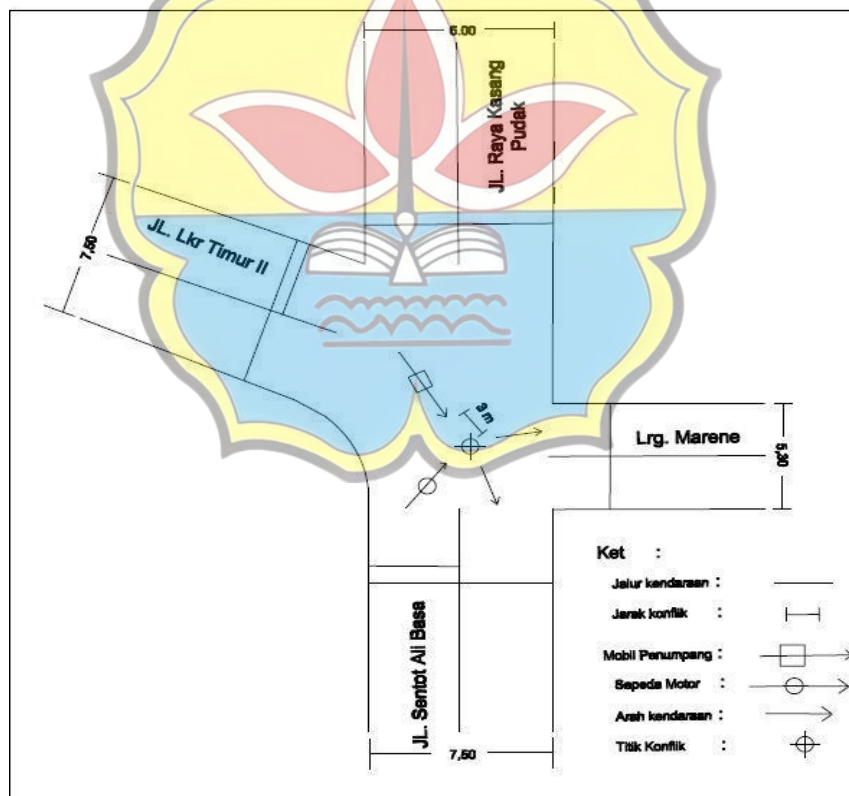 6.00
JL. Raya Kasang
Pudak
JL. Lkr Timur II
7,50
3 m
Lrg. Marene
5,30
JL. Sentot Ali Basa
7,50
Ket :
Jalur kendaraan :
Jarak konflik :
Mobil Penumpang :
Sepeda Motor :
Arah kendaraan :
Titik Konflik :